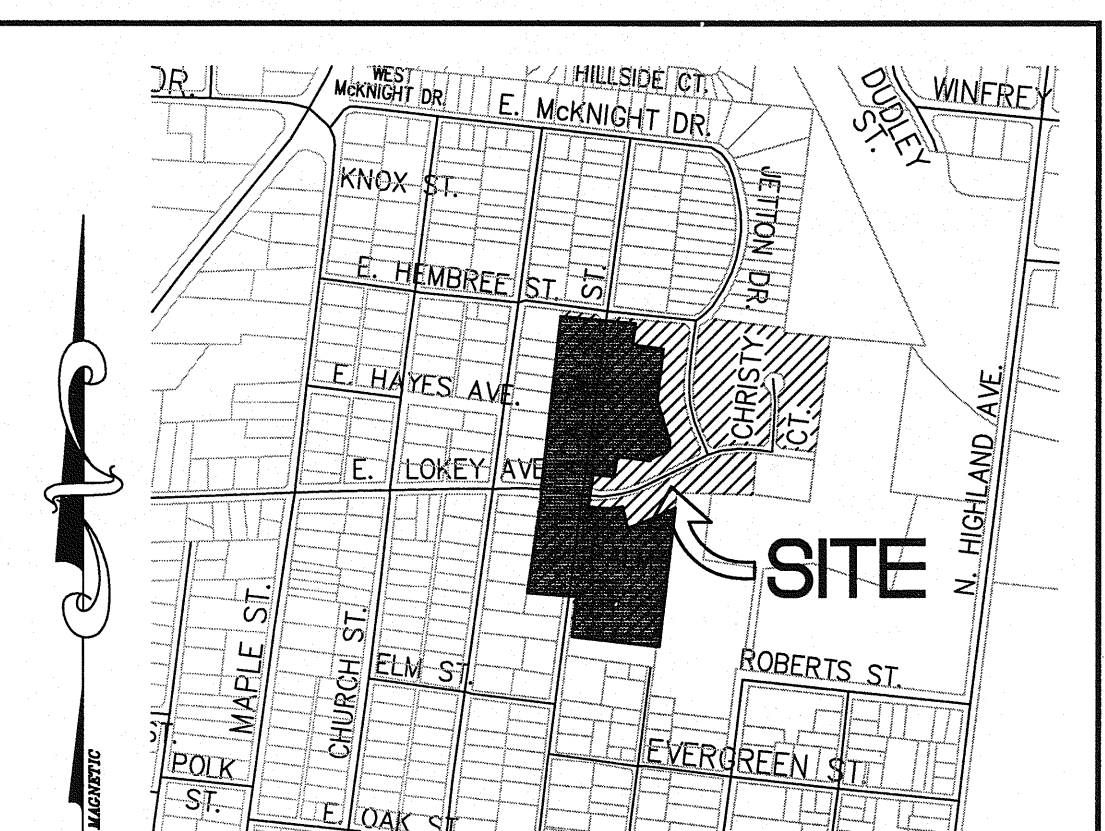 DR.
WEST
McKNIGHT DR.
HILLSIDE CT.
E. McKNIGHT DR.
DUDLEY
ST.
WINFREY
KNOX ST.
JETTON DR.
E. HEMBREE ST.
ST.
E. HAYES AVE.
CHRISTY
CT.
E. LOKEY AVE
N. HIGHLAND AVE.
SITE
MAPLE ST.
CHURCH ST.
ELM ST.
ROBERTS ST.
ST.
POLK
ST.
EVERGREEN ST.
E. OAK ST.
MAGNETIC